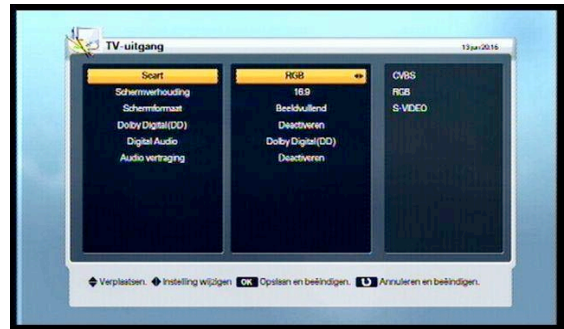 TV-uitgang 13 jun 20:16
Scart RGB CVBS
Schermverhouding 16:9 RGB
Schermformaat Beeldvullend S-VIDEO
Dolby Digital(DD) Deactiveren
Digital Audio Dolby Digital(DD)
Audio vertraging Deactiveren
Verplaatsen. Instelling wijzigen OK Opslaan en beëindigen. Annuleren en beëindigen.